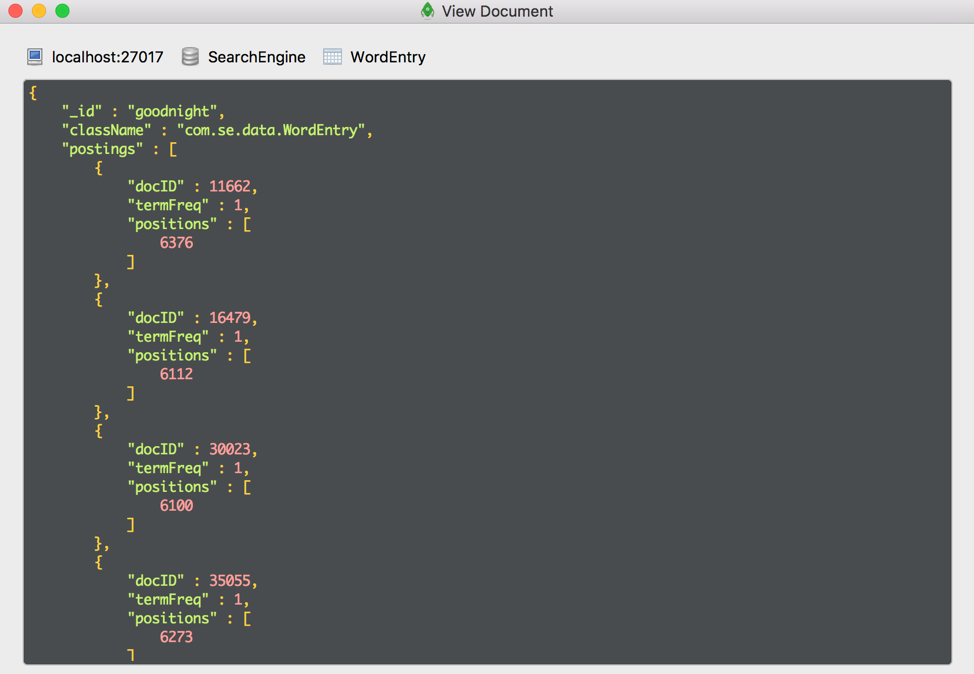 View Document
localhost:27017 SearchEngine WordEntry
{
    "_id" : "goodnight",
    "className" : "com.se.data.WordEntry",
    "postings" : [
        {
            "docID" : 11662,
            "termFreq" : 1,
            "positions" : [
                6376
            ]
        },
        {
            "docID" : 16479,
            "termFreq" : 1,
            "positions" : [
                6112
            ]
        },
        {
            "docID" : 30023,
            "termFreq" : 1,
            "positions" : [
                6100
            ]
        },
        {
            "docID" : 35055,
            "termFreq" : 1,
            "positions" : [
                6273
            ]